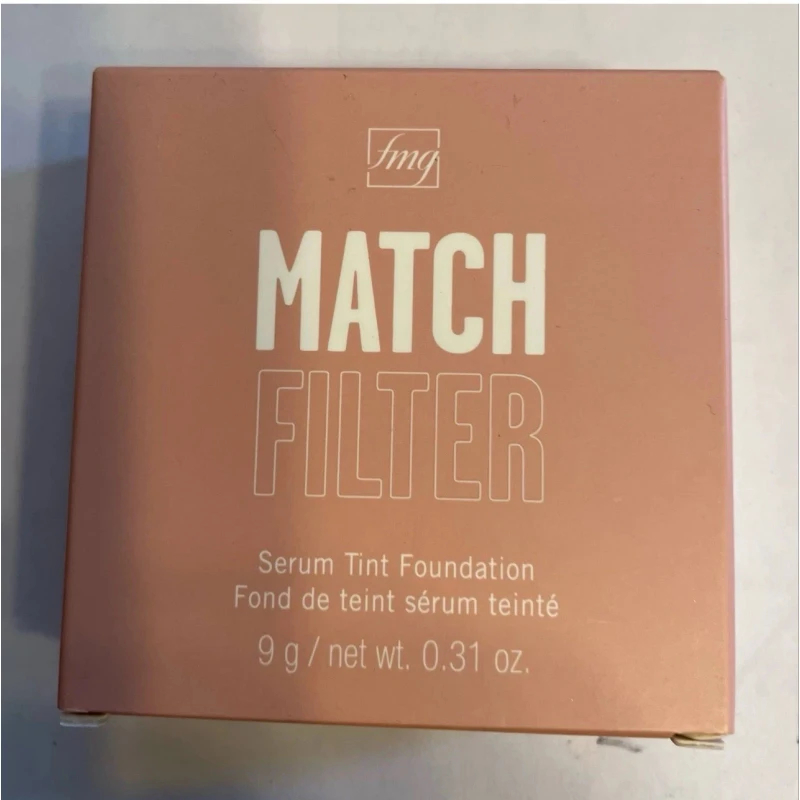 fmg
MATCH
FILTER
Serum Tint Foundation
Fond de teint sérum teinté
9 g / net wt. 0.31 oz.